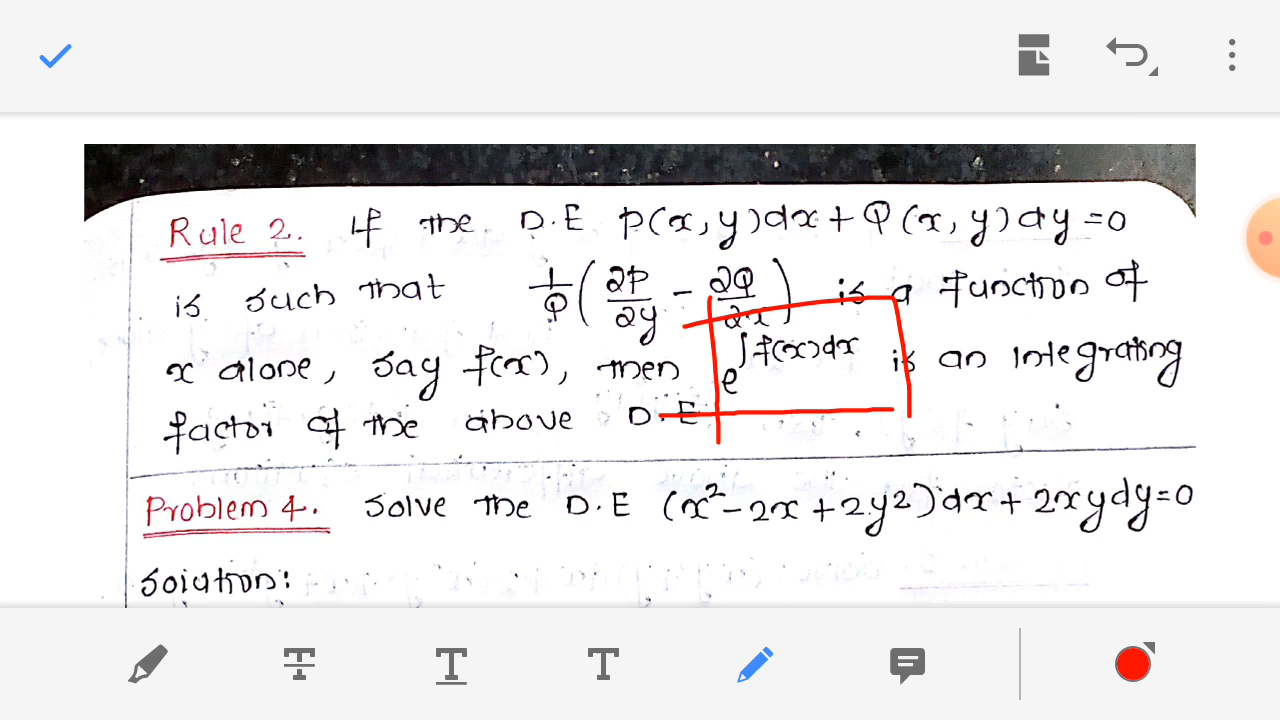 Rule 2. If the D.E P(x,y)dx + Q(x,y)dy=0
is such that 1/Q (∂P/∂y - ∂Q/∂x) is a function of
x alone, say f(x), then e^∫f(x)dx is an integrating
factor of the above D.E
Problem 4. Solve the D.E (x²-2x+2y²)dx+2xydy=0
Solution:
T T T